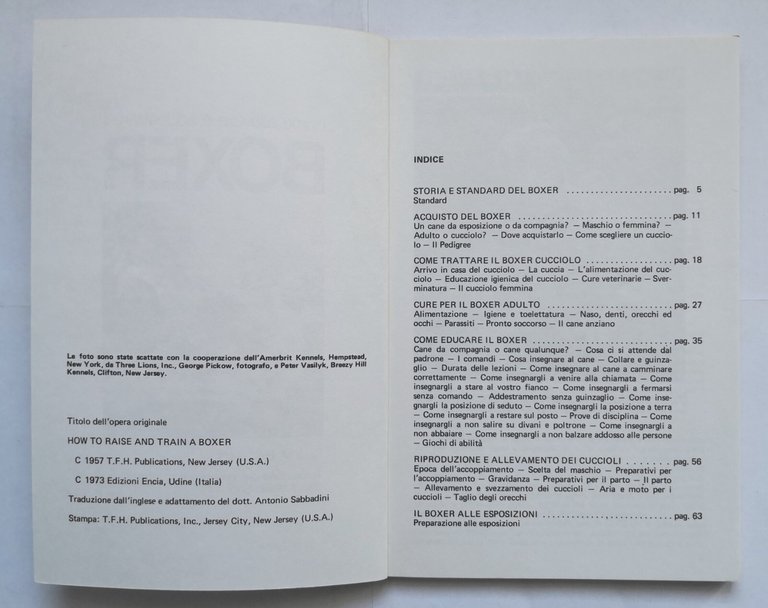 Le foto sono state scattate con la cooperazione dell'Amerbrit Kennels, Hempstead,
New York, da Three Lions, Inc., George Pickow, fotografo, e Peter Vasilyk, Breezy Hill
Kennels, Clifton, New Jersey.
Titolo dell'opera originale
HOW TO RAISE AND TRAIN A BOXER
C 1957 T.F.H. Publications, New Jersey (U.S.A.)
C 1973 Edizioni Encia, Udine (Italia)
Traduzione dall'inglese e adattamento del dott. Antonio Sabbadini
Stampa: T.F.H. Publications, Inc., Jersey City, New Jersey (U.S.A.)
INDICE
STORIA E STANDARD DEL BOXER ...................... pag. 5
Standard
ACQUISTO DEL BOXER ................................ pag. 11
Un cane da esposizione o da compagnia? — Maschio o femmina? —
Adulto o cucciolo? — Dove acquistarlo — Come scegliere un cuccio-
lo — Il Pedigree
COME TRATTARE IL BOXER CUCCIOLO .................. pag. 18
Arrivo in casa del cucciolo — La cuccia — L'alimentazione del cuc-
ciolo — Educazione igienica del cucciolo — Cure veterinarie — Sver-
minatura — Il cucciolo femmina
CURE PER IL BOXER ADULTO ........................... pag. 27
Alimentazione — Igiene e toelettatura — Naso, denti, orecchi ed
occhi — Parassiti — Pronto soccorso — Il cane anziano
COME EDUCARE IL BOXER ............................. pag. 35
Cane da compagnia o cane qualunque? — Cosa ci si attende dal
padrone — I comandi — Cosa insegnare al cane — Collare e guinza-
glio — Durata delle lezioni — Come insegnare al cane a camminare
correttamente — Come insegnargli a venire alla chiamata — Come
insegnargli a stare al vostro fianco — Come insegnargli a fermarsi
senza comando — Addestramento senza guinzaglio — Come inse-
gnargli la posizione di seduto — Come insegnargli la posizione a terra
— Come insegnargli a restare sul posto — Prove di disciplina — Come
insegnargli a non salire su divani e poltrone — Come insegnargli a
non abbaiare — Come insegnargli a non balzare addosso alle persone
— Giochi di abilità
RIPRODUZIONE E ALLEVAMENTO DEI CUCCIOLI ....... pag. 56
Epoca dell'accoppiamento — Scelta del maschio — Preparativi per
l'accoppiamento — Gravidanza — Preparativi per il parto — Il parto
— Allevamento e svezzamento dei cuccioli — Aria e moto per i
cuccioli — Taglio degli orecchi
IL BOXER ALLE ESPOSIZIONI ........................... pag. 63
Preparazione alle esposizioni